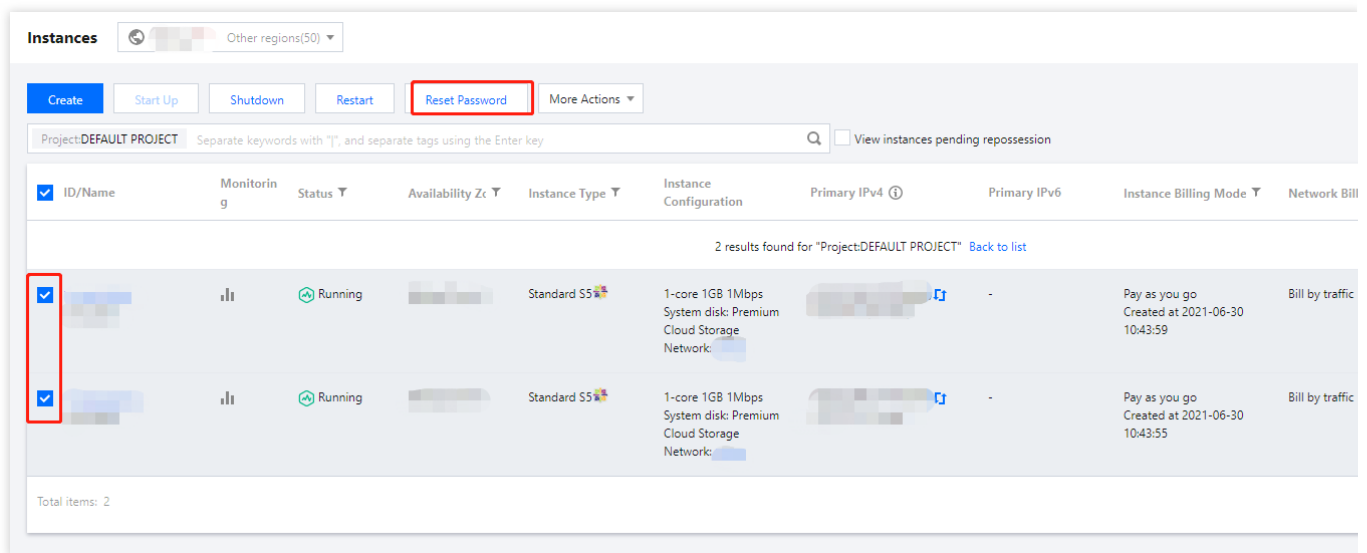 Instances Other regions(50)
Create Start Up Shutdown Restart Reset Password More Actions
Project:DEFAULT PROJECT Separate keywords with "|", and separate tags using the Enter key View instances pending repossession
ID/Name Monitorin
g Status Availability Zc Instance Type Instance
Configuration Primary IPv4 Primary IPv6 Instance Billing Mode Network Bill
2 results found for "Project:DEFAULT PROJECT" Back to list
Running Standard S5 1-core 1GB 1Mbps - Pay as you go Bill by traffic
System disk: Premium Created at 2021-06-30
Cloud Storage 10:43:59
Network:
Running Standard S5 1-core 1GB 1Mbps - Pay as you go Bill by traffic
System disk: Premium Created at 2021-06-30
Cloud Storage 10:43:55
Network:
Total items: 2